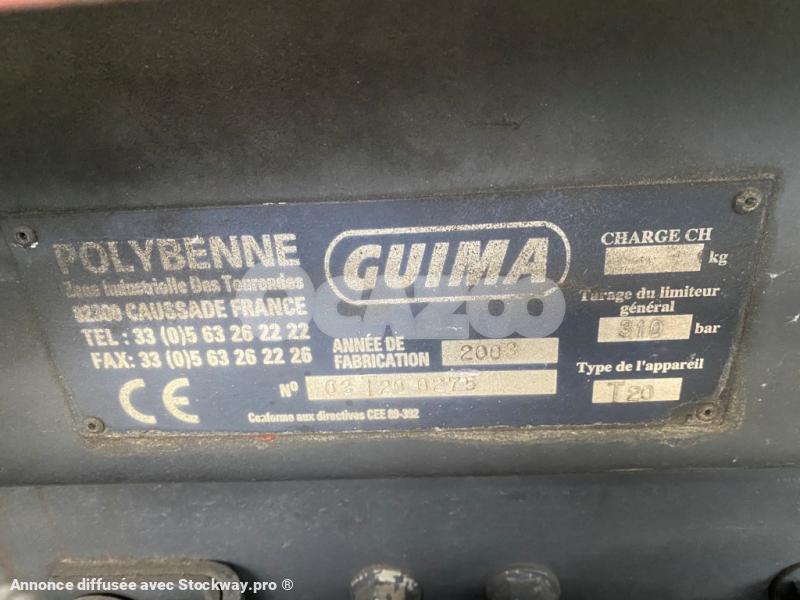 POLYBENNE
Zone Industrielle Des Tourondes
82300 CAUSSADE FRANCE
TEL : 33 (0)5 63 26 22 22
FAX: 33 (0)5 63 26 22 26
GUIMA
ANNÉE DE
FABRICATION
2003
N°
03 T20 0275
CE
Conforme aux directives CEE 89-392
CHARGE CH
kg
Tarage du limiteur
général
310 bar
Type de l'appareil
T20
OCAZOO
Annonce diffusée avec Stockway.pro ®